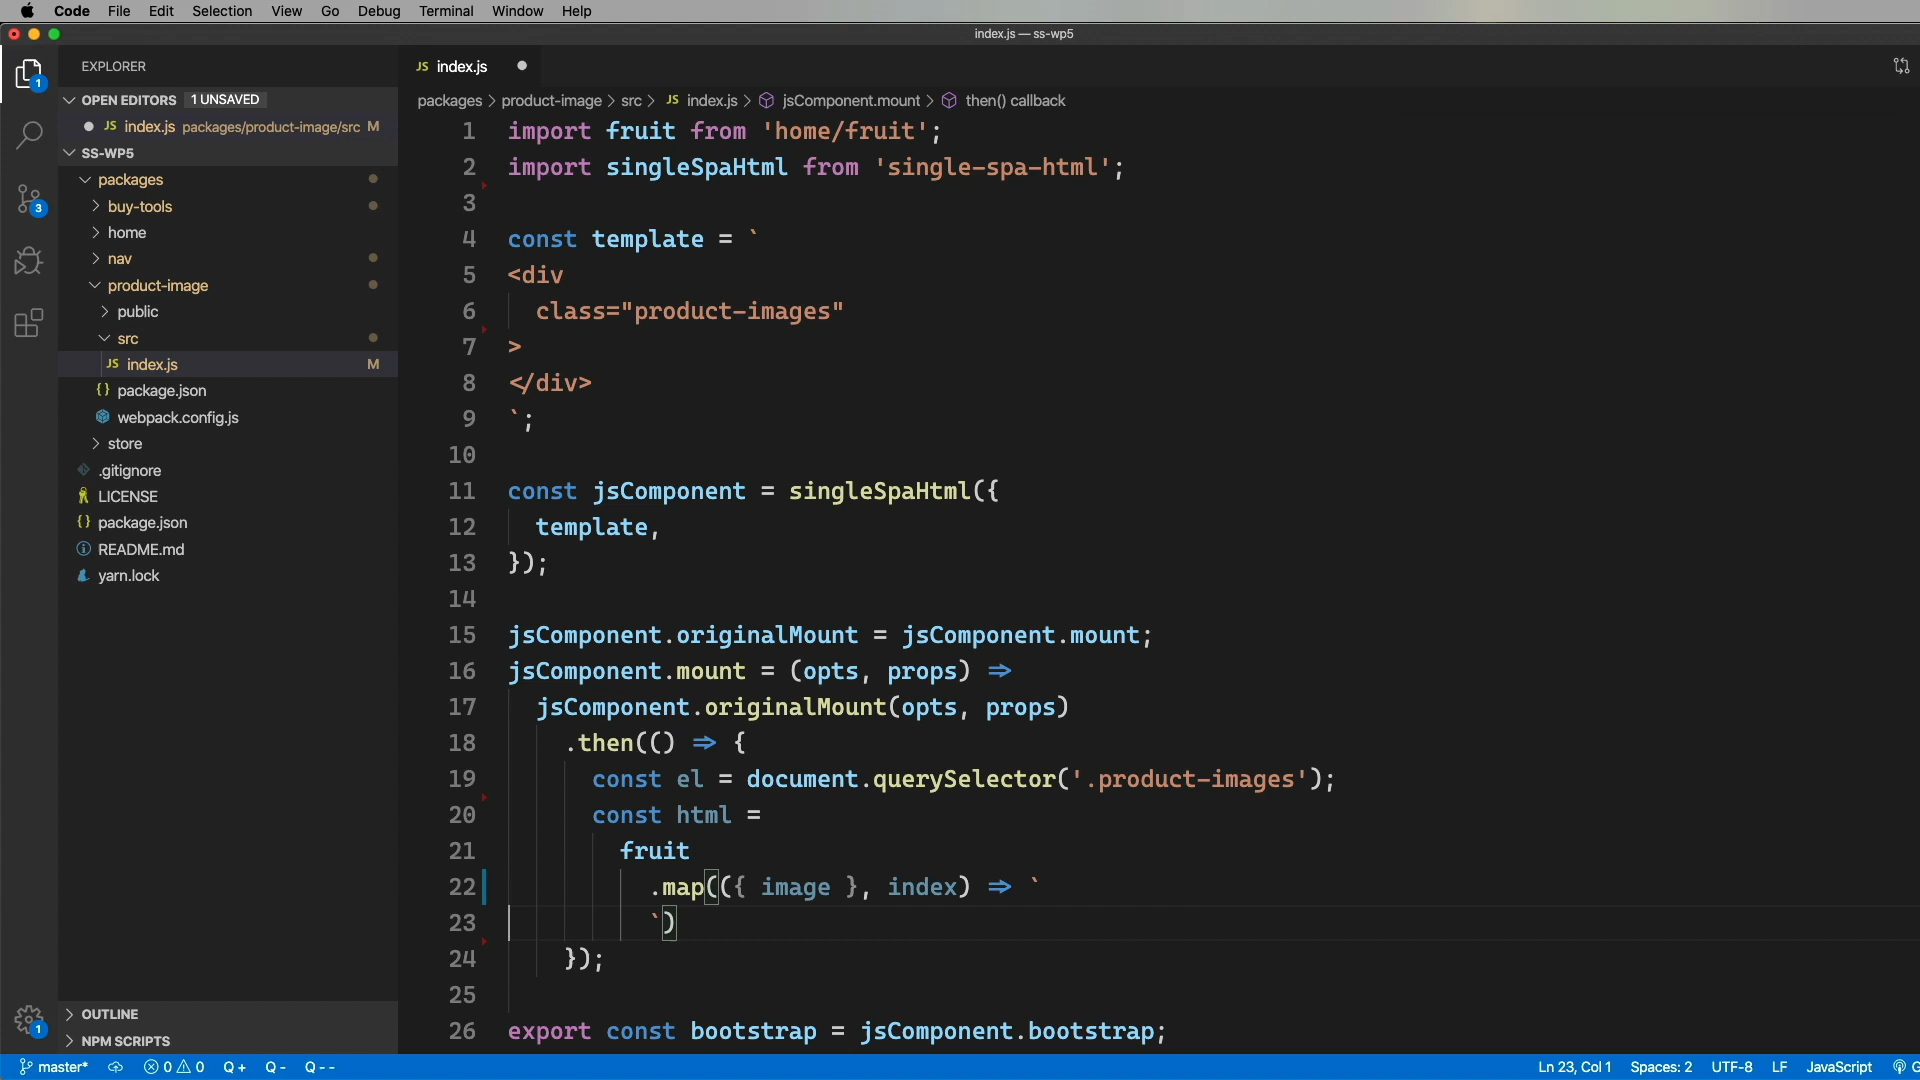 Code File Edit Selection View Go Debug Terminal Window Help
index.js — ss-wp5
EXPLORER
OPEN EDITORS 1 UNSAVED
JS index.js packages/product-image/src M
SS-WP5
packages
buy-tools
home
nav
product-image
public
src
JS index.js M
{} package.json
webpack.config.js
store
.gitignore
LICENSE
{} package.json
README.md
yarn.lock
OUTLINE
NPM SCRIPTS
1
3
1
JS index.js
packages > product-image > src > JS index.js > jsComponent.mount > then() callback
1 import fruit from 'home/fruit';
2 import singleSpaHtml from 'single-spa-html';
3
4 const template = `
5 <div
6 class="product-images"
7 >
8 </div>
9 `;
10
11 const jsComponent = singleSpaHtml({
12 template,
13 });
14
15 jsComponent.originalMount = jsComponent.mount;
16 jsComponent.mount = (opts, props) =>
17 jsComponent.originalMount(opts, props)
18 .then(() => {
19 const el = document.querySelector('.product-images');
20 const html =
21 fruit
22 .map(({ image }, index) => `
23 `)
24 });
25
26 export const bootstrap = jsComponent.bootstrap;
master* 0 0 Q + Q - Q - - Ln 23, Col 1 Spaces: 2 UTF-8 LF JavaScript